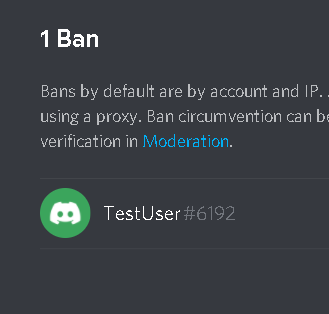 1 Ban
Bans by default are by account and IP.
using a proxy. Ban circumvention can be
verification in Moderation.
TestUser#6192